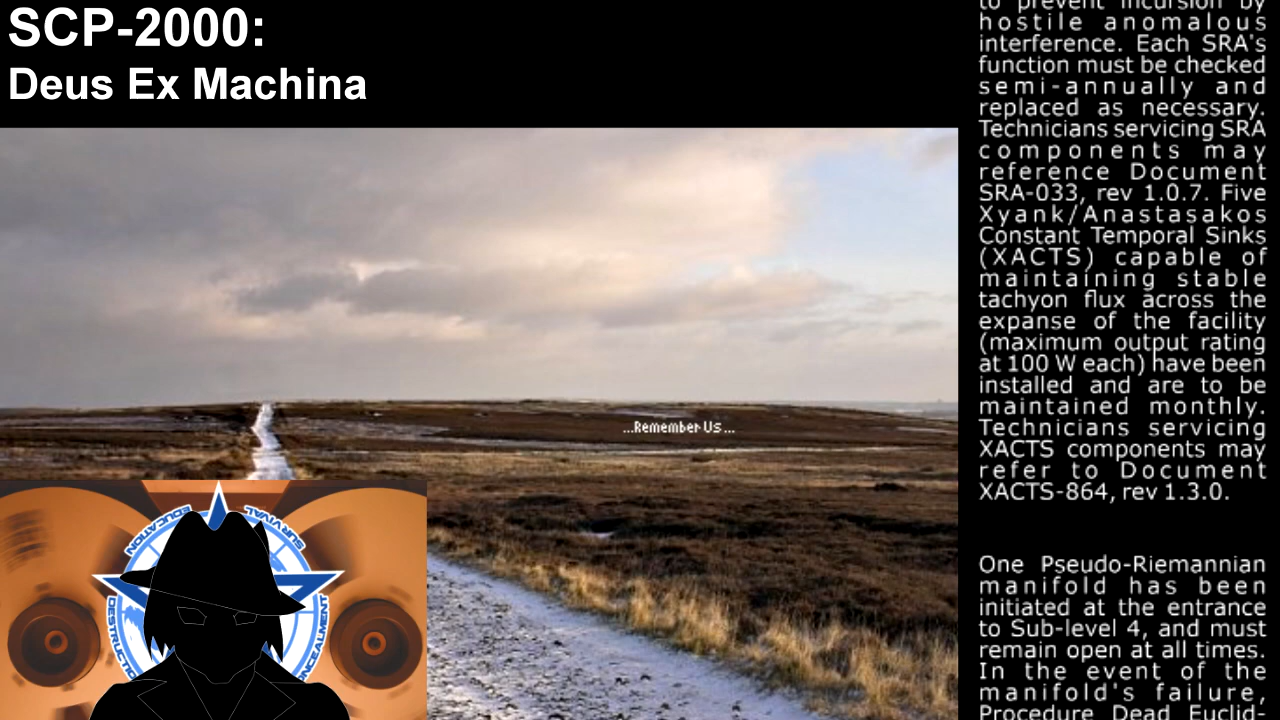 SCP-2000:
Deus Ex Machina
...Remember Us...
EDUCATION
SURVIVAL
to prevent incursion by
hostile anomalous
interference. Each SRA's
function must be checked
semi-annually and
replaced as necessary.
Technicians servicing SRA
components may
reference Document
SRA-033, rev 1.0.7. Five
Xyank/Anastasakos
Constant Temporal Sinks
(XACTS) capable of
maintaining stable
tachyon flux across the
expanse of the facility
(maximum output rating
at 100 W each) have been
installed and are to be
maintained monthly.
Technicians servicing
XACTS components may
refer to Document
XACTS-864, rev 1.3.0.
One Pseudo-Riemannian
manifold has been
initiated at the entrance
to Sub-level 4, and must
remain open at all times.
In the event of the
manifold's failure,
Procedure Dead Euclid-